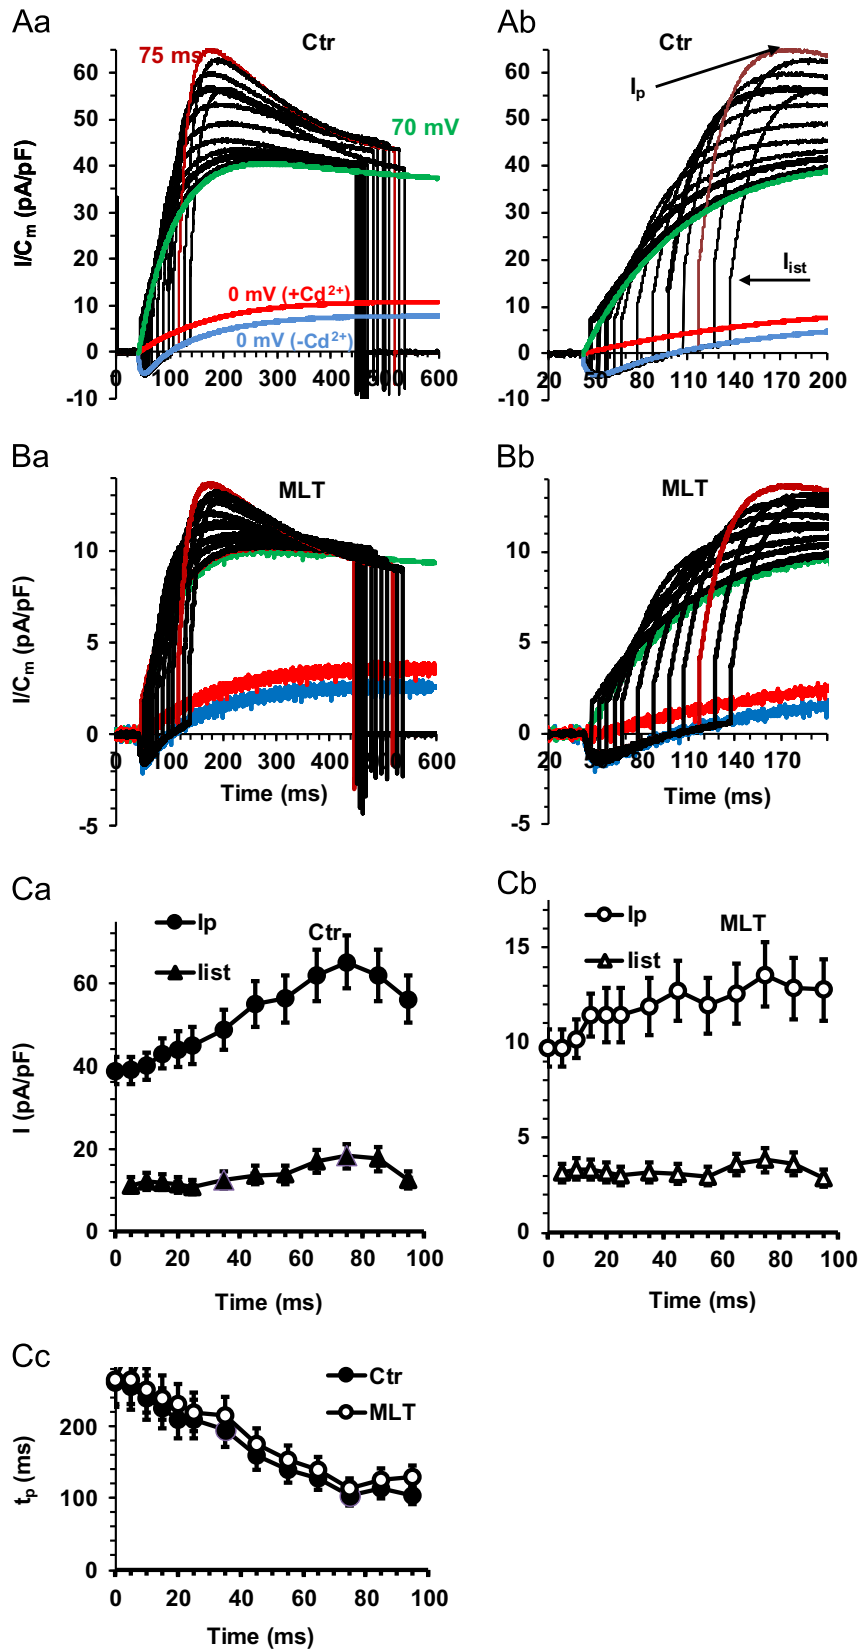 Aa
Ab
Ctr
Ctr
75 ms
70 mV
I/Cm (pA/pF)
60
50
40
30
20
10
0
-10
0 mV (+Cd2+)
0 mV (-Cd2+)
0 100 200 300 400 500 600
60
50
40
30
20
10
0
-10
Ip
Iist
20 50 80 110 140 170 200
Ba
Bb
MLT
MLT
I/Cm (pA/pF)
10
5
0
-5
0 100 200 300 400 500 600
Time (ms)
10
5
0
-5
20 50 80 110 140 170
Time (ms)
Ca
Cb
Ip
Iist
Ctr
I (pA/pF)
60
40
20
0
0 20 40 60 80 100
Time (ms)
Ip
Iist
MLT
15
10
5
0
0 20 40 60 80 100
Time (ms)
Cc
Ctr
MLT
tp (ms)
200
100
0
0 20 40 60 80 100
Time (ms)